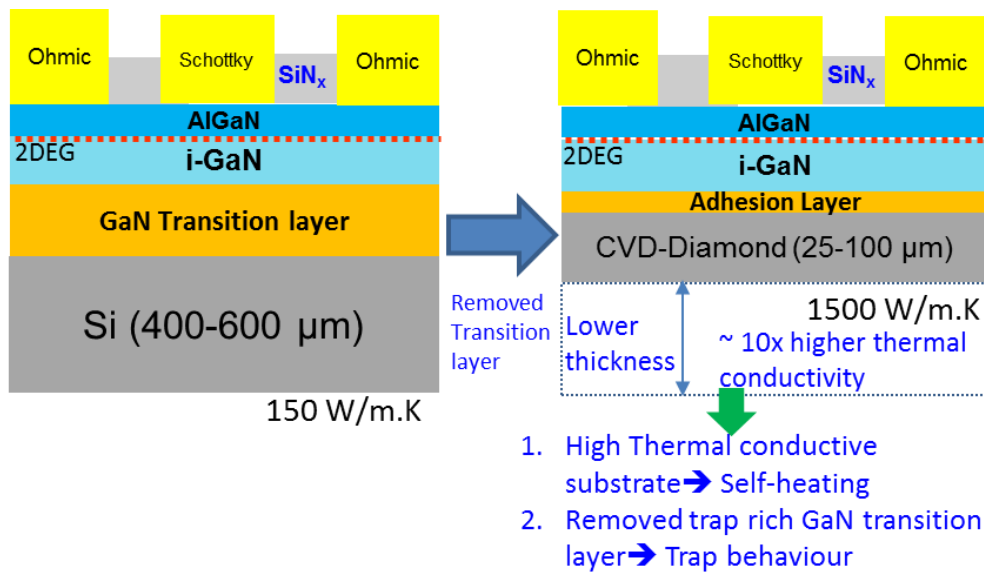 Ohmic
Schottky
SiNx
Ohmic
AlGaN
2DEG
i-GaN
GaN Transition layer
Si (400-600 µm)
150 W/m.K
Removed
Transition
layer
Ohmic
Schottky
SiNx
Ohmic
AlGaN
2DEG
i-GaN
Adhesion Layer
CVD-Diamond (25-100 µm)
1500 W/m.K
Lower
thickness
~ 10x higher thermal
conductivity
1. High Thermal conductive
substrate➔ Self-heating
2. Removed trap rich GaN transition
layer➔ Trap behaviour